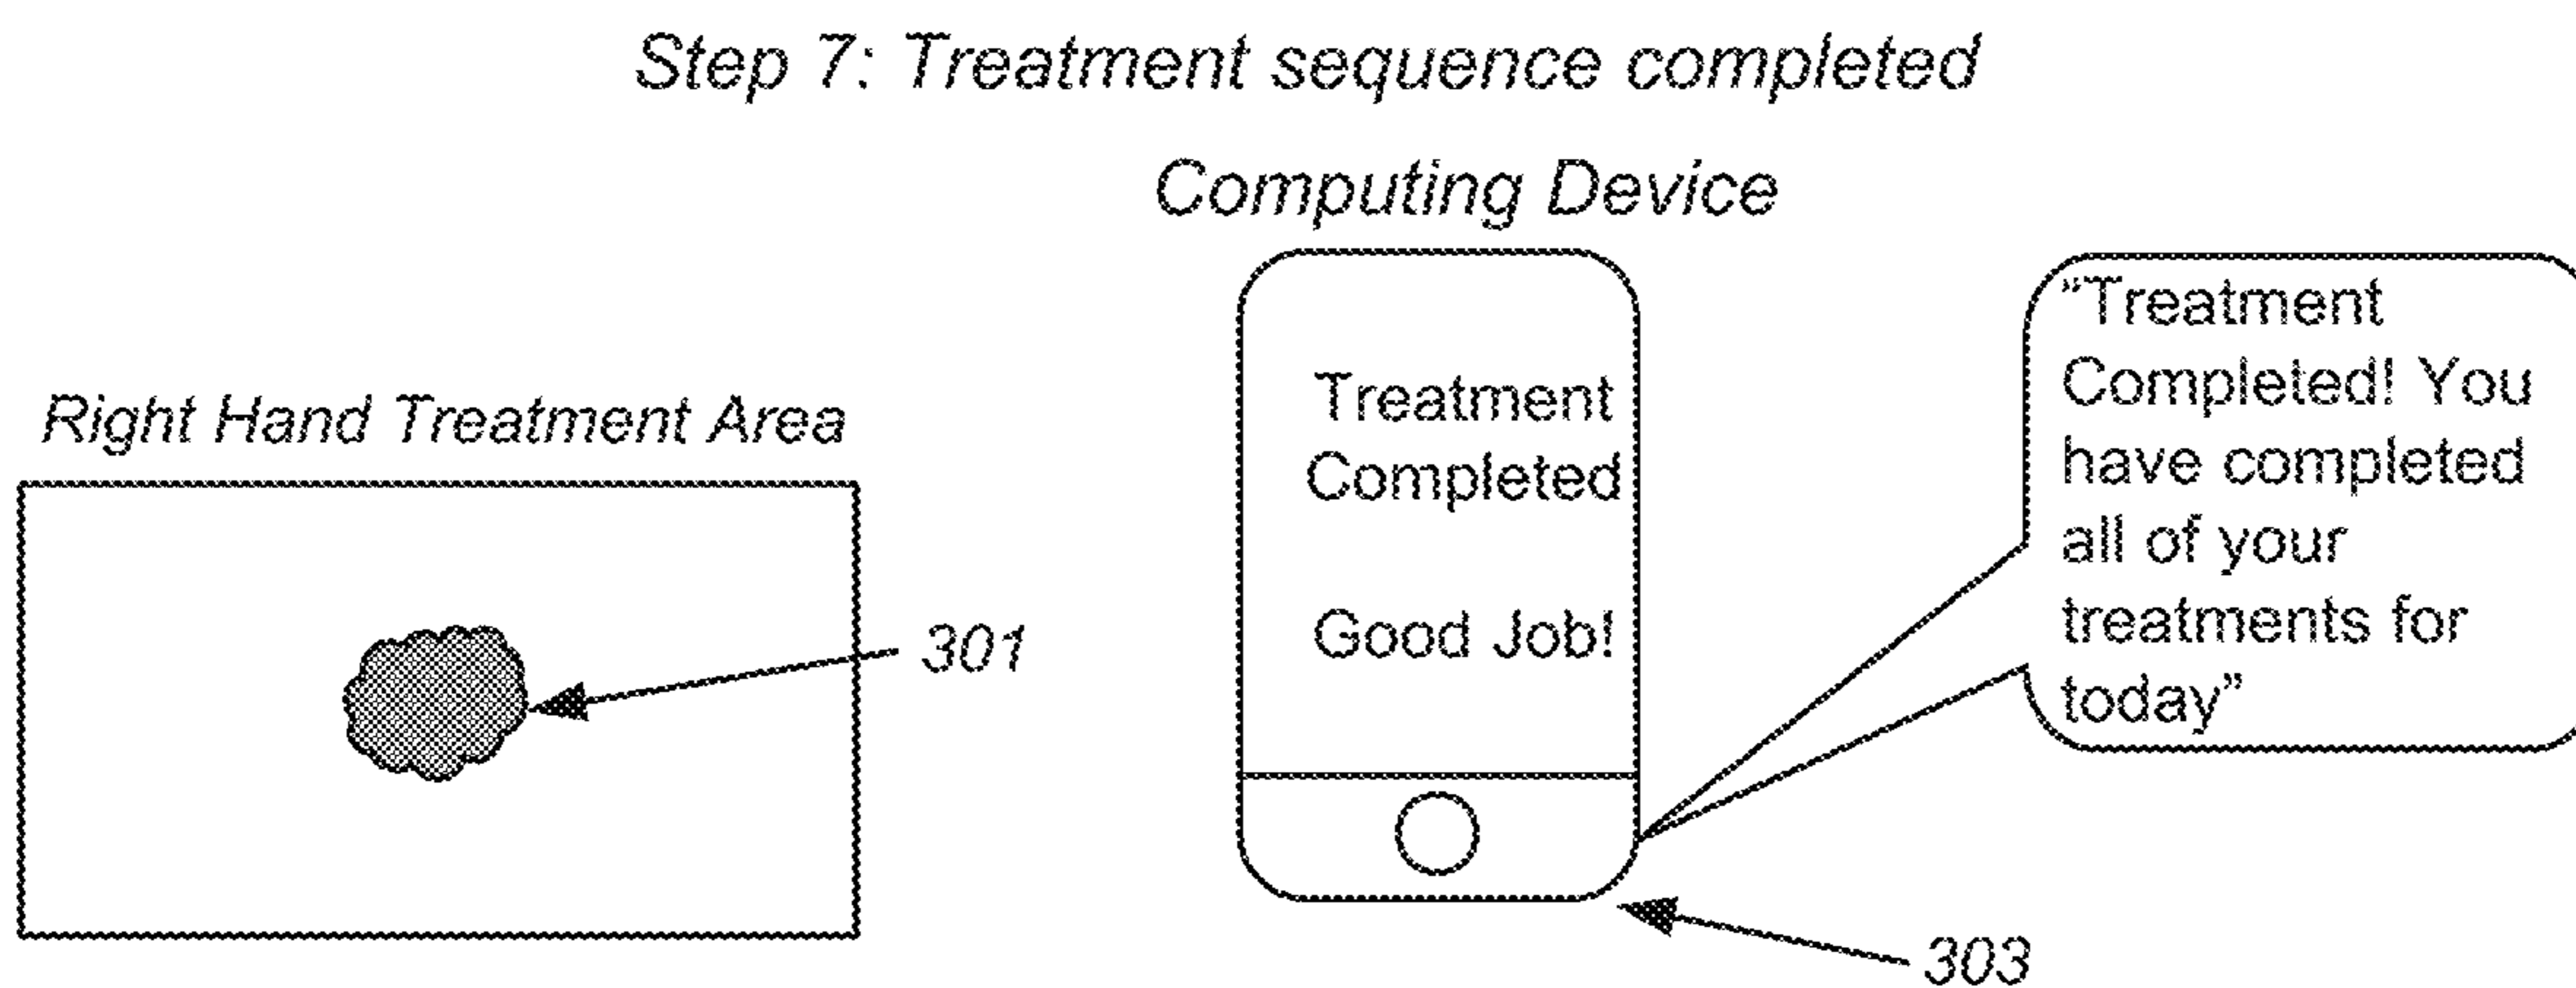 Step 7: Treatment sequence completed
Computing Device
Right Hand Treatment Area
301
Treatment
Completed
Good Job!
303
“Treatment
Completed! You
have completed
all of your
treatments for
today”